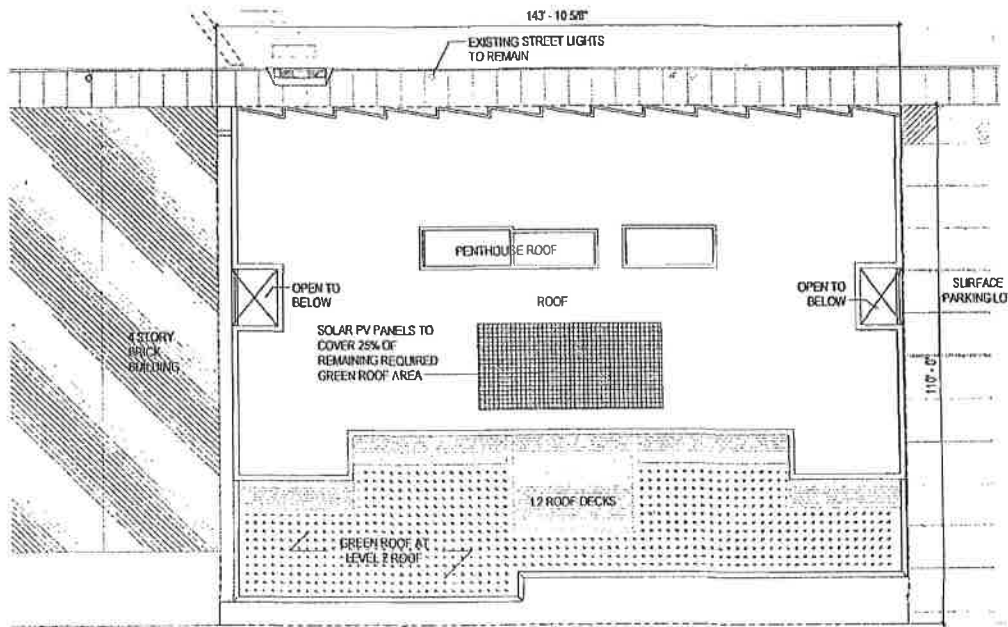 143' - 10 5/8"
EXISTING STREET LIGHTS
TO REMAIN
PENTHOUSE ROOF
OPEN TO
BELOW
ROOF
OPEN TO
BELOW
SURFACE
PARKING LO
SOLAR PV PANELS TO
COVER 25% OF
REMAINING REQUIRED
GREEN ROOF AREA
4 STORY
BRICK
BUILDING
110' - 0"
L2 ROOF DECKS
GREEN ROOF AT
LEVEL 2 ROOF